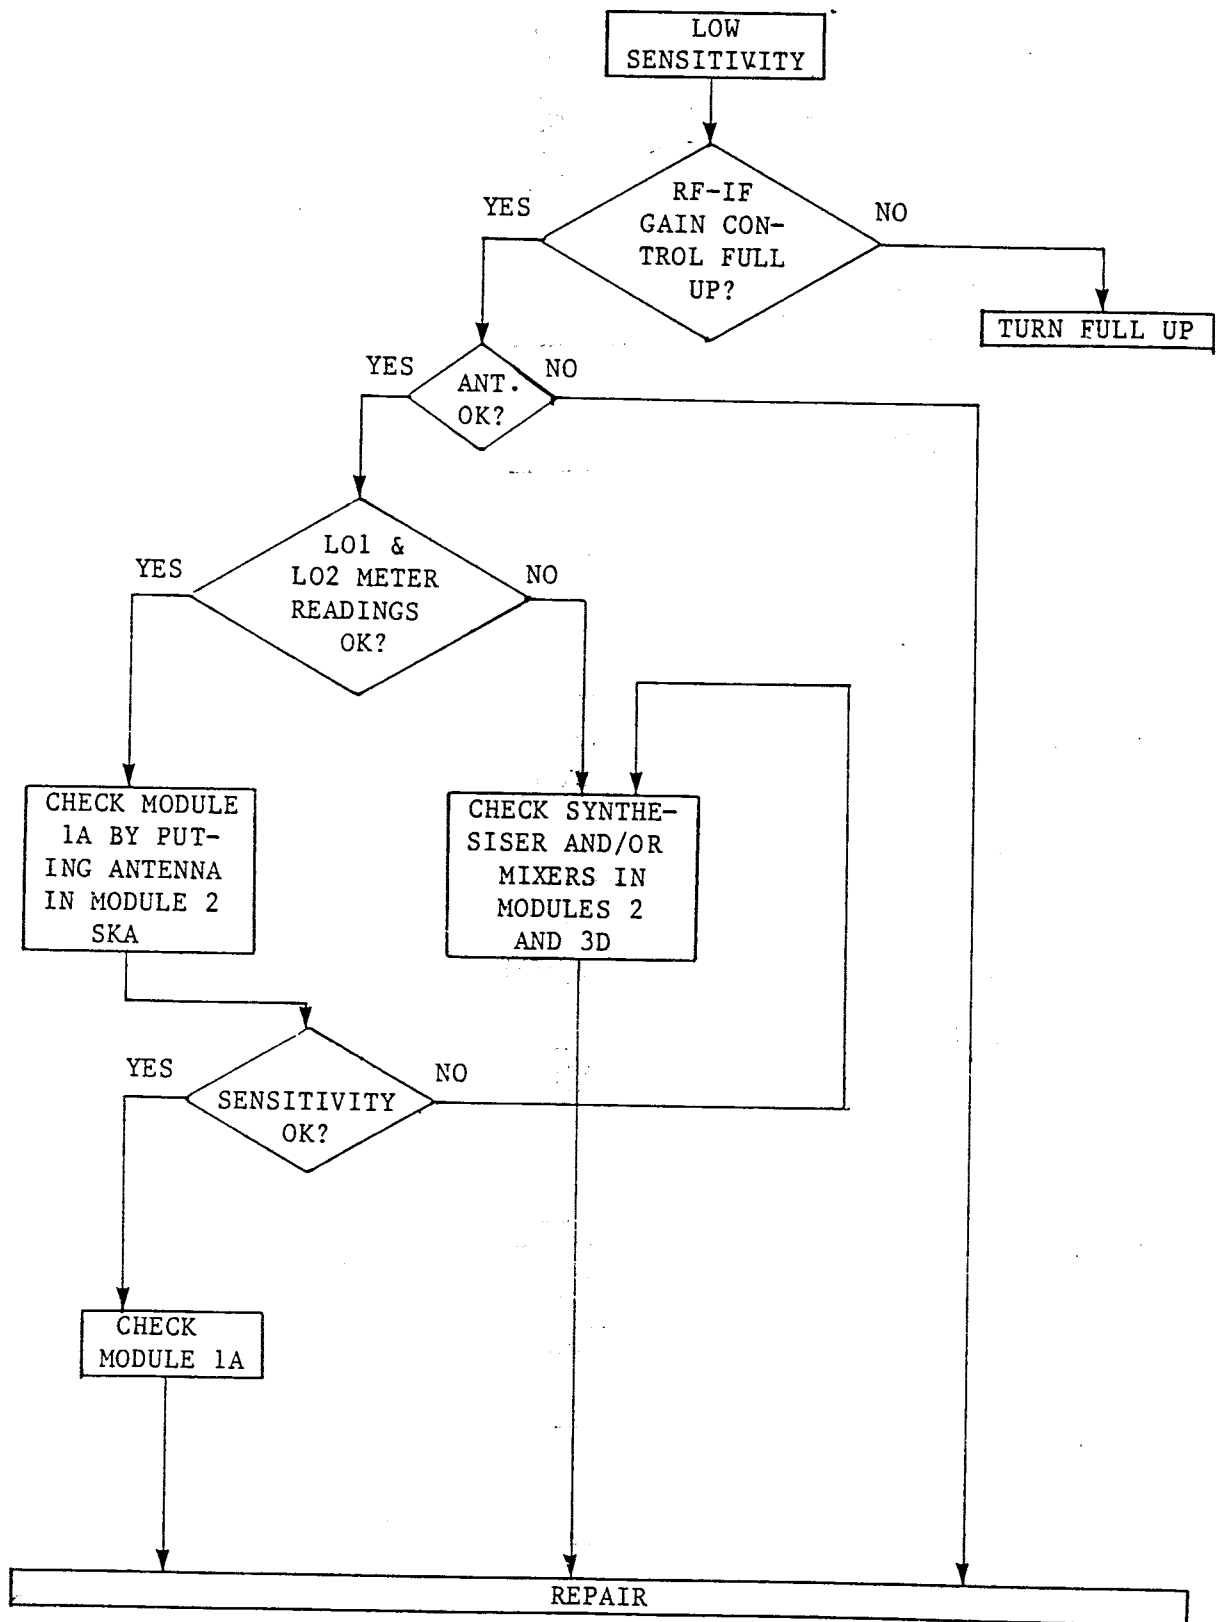 LOW
SENSITIVITY
RF-IF
GAIN CON-
TROL FULL
UP?
YES
NO
TURN FULL UP
YES
NO
ANT.
OK?
LO1 &
LO2 METER
READINGS
OK?
YES
NO
CHECK MODULE
1A BY PUT-
ING ANTENNA
IN MODULE 2
SKA
CHECK SYNTHE-
SISER AND/OR
MIXERS IN
MODULES 2
AND 3D
YES
NO
SENSITIVITY
OK?
CHECK
MODULE 1A
REPAIR